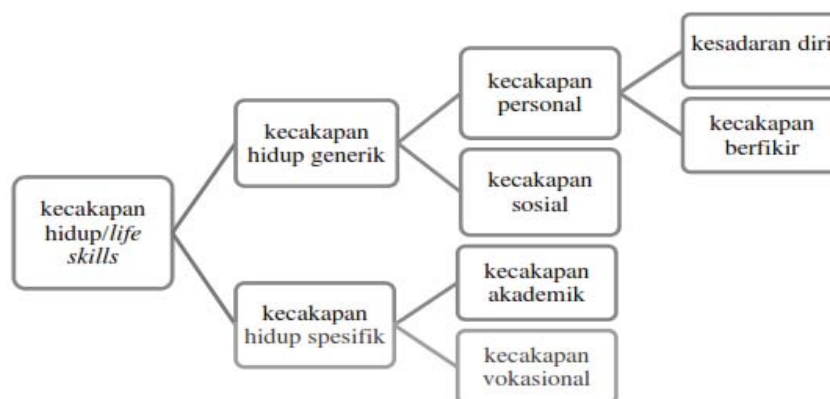 kecakapan
hidup/life
skills
kecakapan
hidup generik
kecakapan
personal
kesadaran diri
kecakapan
berfikir
kecakapan
sosial
kecakapan
hidup spesifik
kecakapan
akademik
kecakapan
vokasional